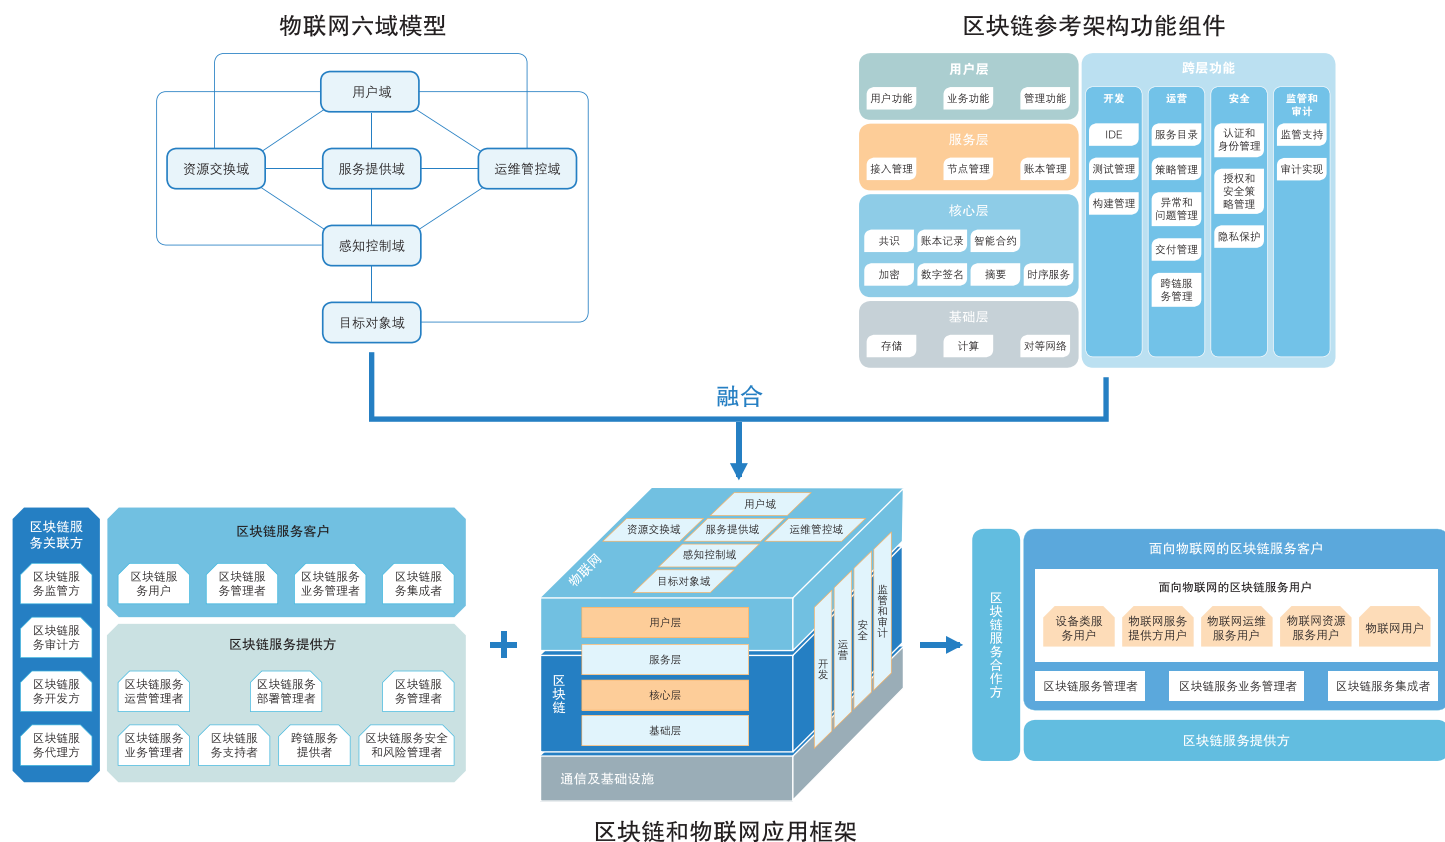 物联网六域模型
用户域
资源交换域
服务提供域
运维管控域
感知控制域
目标对象域
区块链参考架构功能组件
用户层
用户功能
业务功能
管理功能
服务层
接入管理
节点管理
账本管理
核心层
共识
账本记录
智能合约
加密
数字签名
摘要
时序服务
基础层
存储
计算
对等网络
跨层功能
开发
IDE
测试管理
构建管理
运营
服务目录
策略管理
异常和
问题管理
交付管理
跨链服
务管理
安全
认证和
身份管理
授权和
安全策
略管理
隐私保护
监管和
审计
监管支持
审计实现
融合
区块链服
务关联方
区块链服
务监管方
区块链服
务审计方
区块链服
务开发方
区块链服
务代理方
区块链服务客户
区块链服
务用户
区块链服
务管理者
区块链服务
业务管理者
区块链服
务集成者
区块链服务提供方
区块链服务
运营管理者
区块链服务
部署管理者
区块链服
务管理者
区块链服务
业务管理者
区块链服
务支持者
跨链服务
提供者
区块链服务安全
和风险管理者
物联网
用户域
资源交换域
服务提供域
运维管控域
感知控制域
目标对象域
区块链
用户层
服务层
核心层
基础层
开发
运营
安全
监管和审计
通信及基础设施
区块链和物联网应用框架
区块链服务合作方
面向物联网的区块链服务客户
面向物联网的区块链服务用户
设备类服
务用户
物联网服务
提供方用户
物联网运维
服务用户
物联网资源
服务用户
物联网用户
区块链服务管理者
区块链服务业务管理者
区块链服务集成者
区块链服务提供方